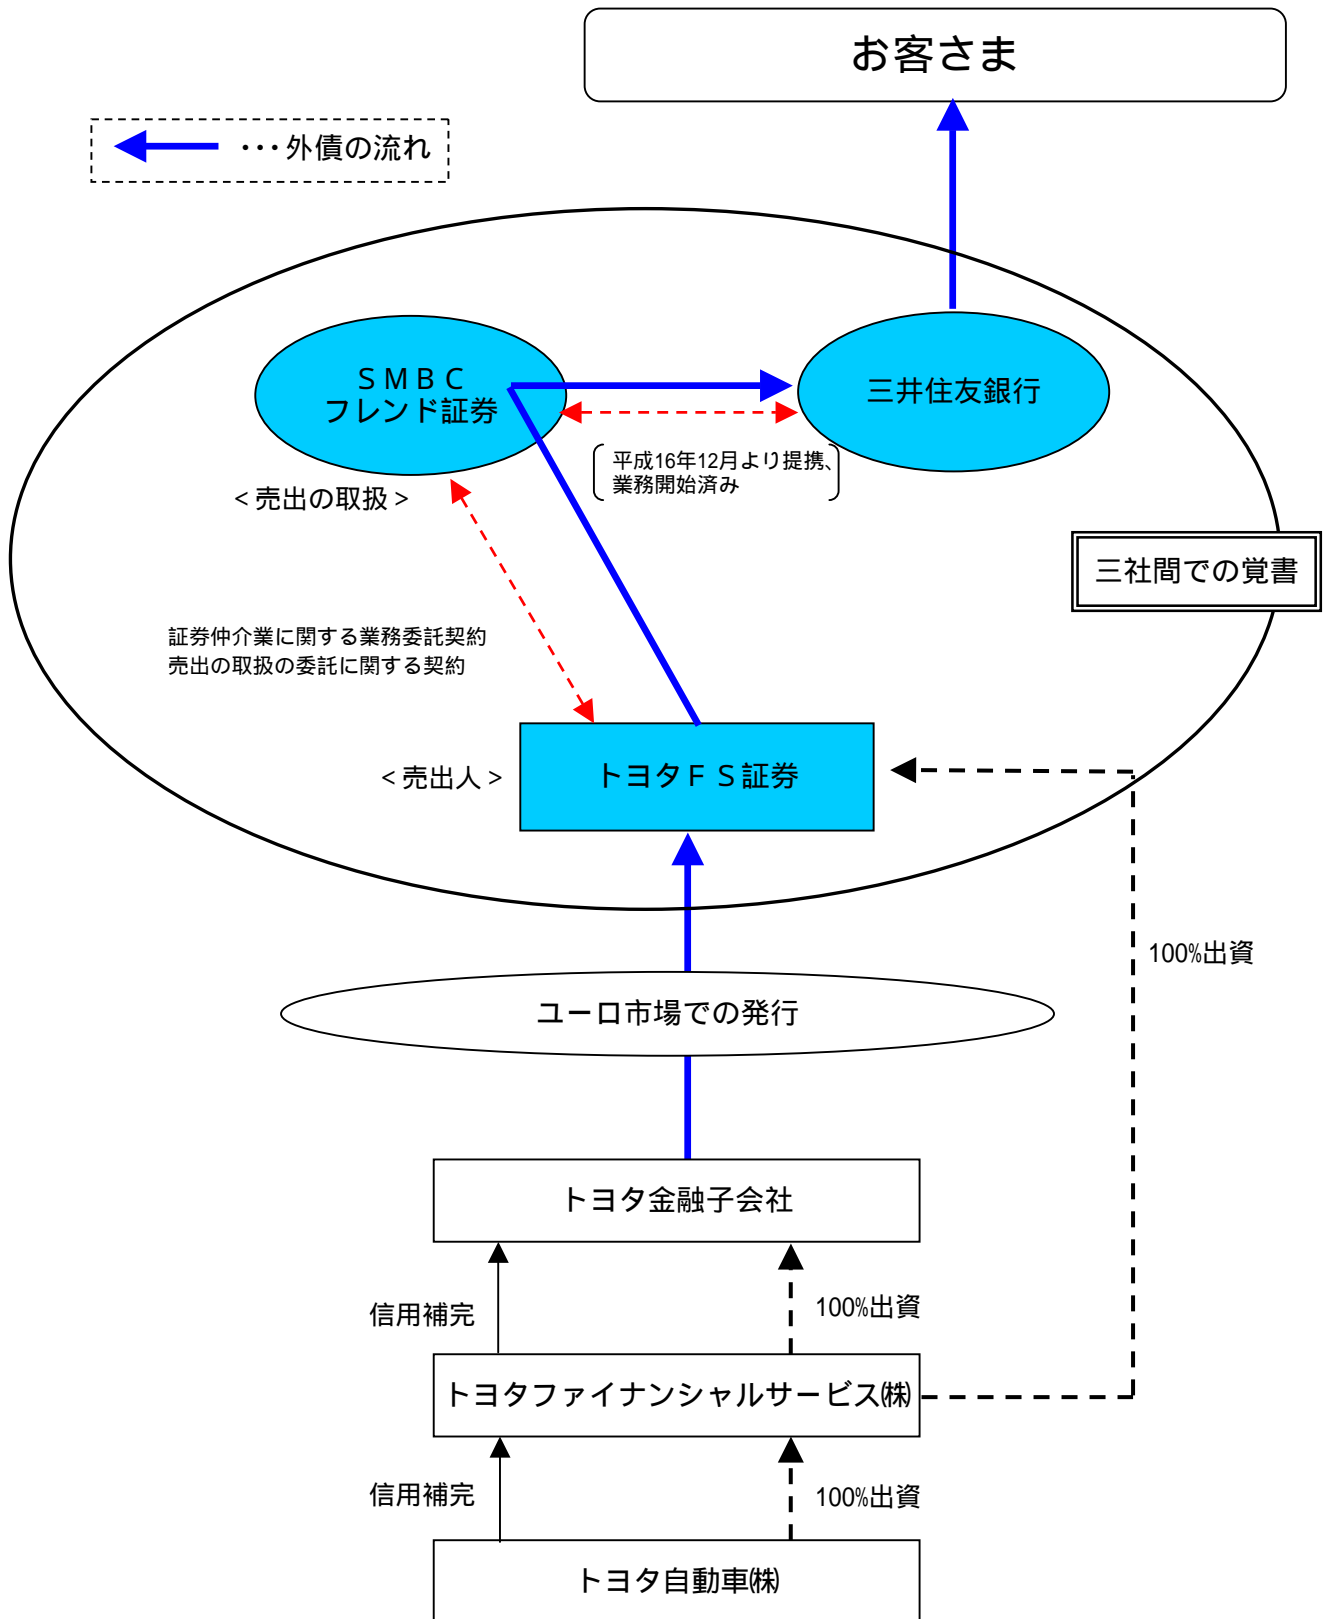 お客さま
･･･外債の流れ
ＳＭＢＣ
フレンド証券
三井住友銀行
平成16年12月より提携、
業務開始済み
＜売出の取扱＞
三社間での覚書
証券仲介業に関する業務委託契約
売出の取扱の委託に関する契約
＜売出人＞
トヨタＦＳ証券
100%出資
ユーロ市場での発行
トヨタ金融子会社
信用補完
100%出資
トヨタファイナンシャルサービス㈱
信用補完
100%出資
トヨタ自動車㈱